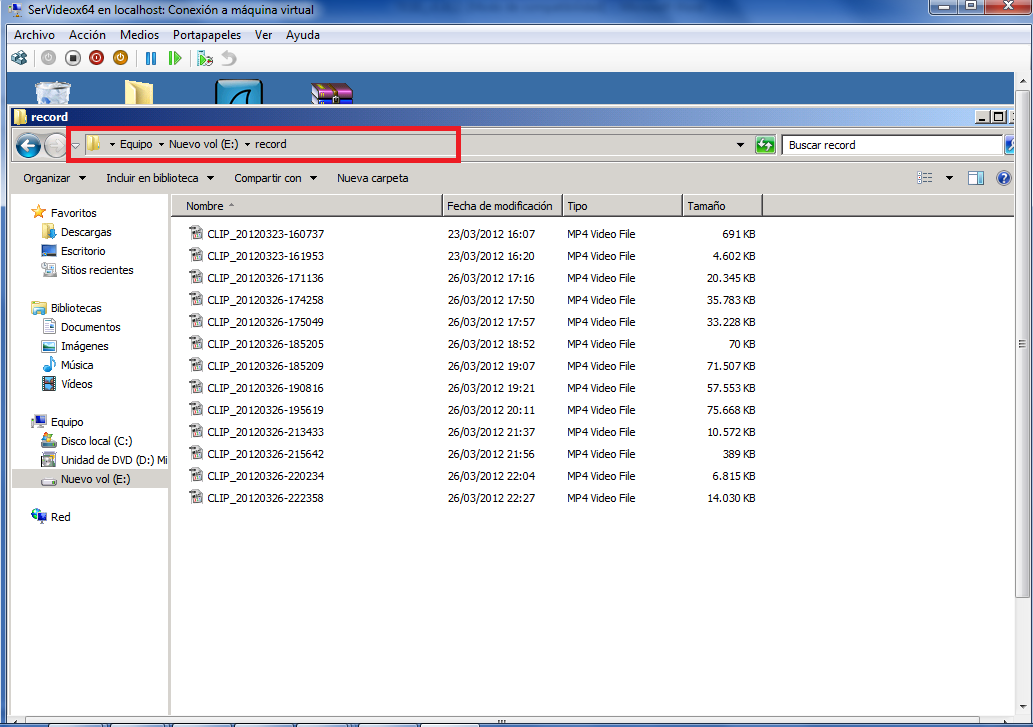 SerVideox64 en localhost: Conexión a máquina virtual
Archivo Acción Medios Portapapeles Ver Ayuda
record
Equipo Nuevo vol (E:) record Buscar record
Organizar Incluir en biblioteca Compartir con Nueva carpeta
Nombre Fecha de modificación Tipo Tamaño
Favoritos
Descargas
Escritorio
Sitios recientes
Bibliotecas
Documentos
Imágenes
Música
Vídeos
Equipo
Disco local (C:)
Unidad de DVD (D:) Mi
Nuevo vol (E:)
Red
CLIP_20120323-160737 23/03/2012 16:07 MP4 Video File 691 KB
CLIP_20120323-161953 23/03/2012 16:20 MP4 Video File 4.602 KB
CLIP_20120326-171136 26/03/2012 17:16 MP4 Video File 20.345 KB
CLIP_20120326-174258 26/03/2012 17:50 MP4 Video File 35.783 KB
CLIP_20120326-175049 26/03/2012 17:57 MP4 Video File 33.228 KB
CLIP_20120326-185205 26/03/2012 18:52 MP4 Video File 70 KB
CLIP_20120326-185209 26/03/2012 19:07 MP4 Video File 71.507 KB
CLIP_20120326-190816 26/03/2012 19:21 MP4 Video File 57.553 KB
CLIP_20120326-195619 26/03/2012 20:11 MP4 Video File 75.668 KB
CLIP_20120326-213433 26/03/2012 21:37 MP4 Video File 10.572 KB
CLIP_20120326-215642 26/03/2012 21:56 MP4 Video File 389 KB
CLIP_20120326-220234 26/03/2012 22:04 MP4 Video File 6.815 KB
CLIP_20120326-222358 26/03/2012 22:27 MP4 Video File 14.030 KB